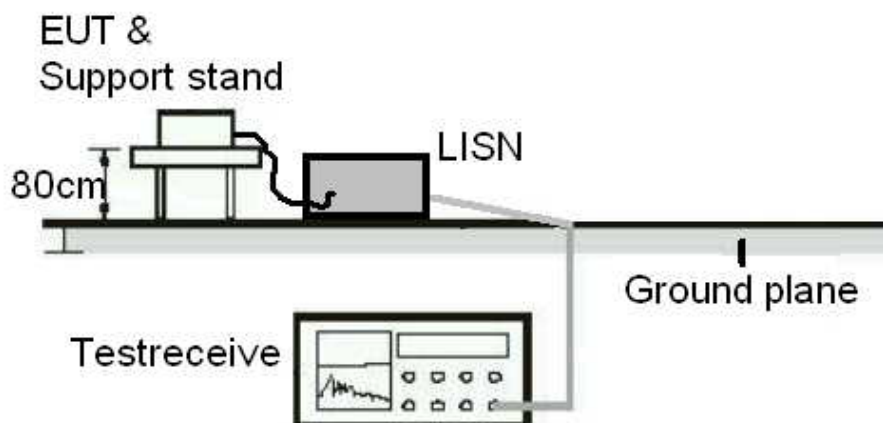 EUT &
Support stand
LISN
80cm
Ground plane
Testreceive